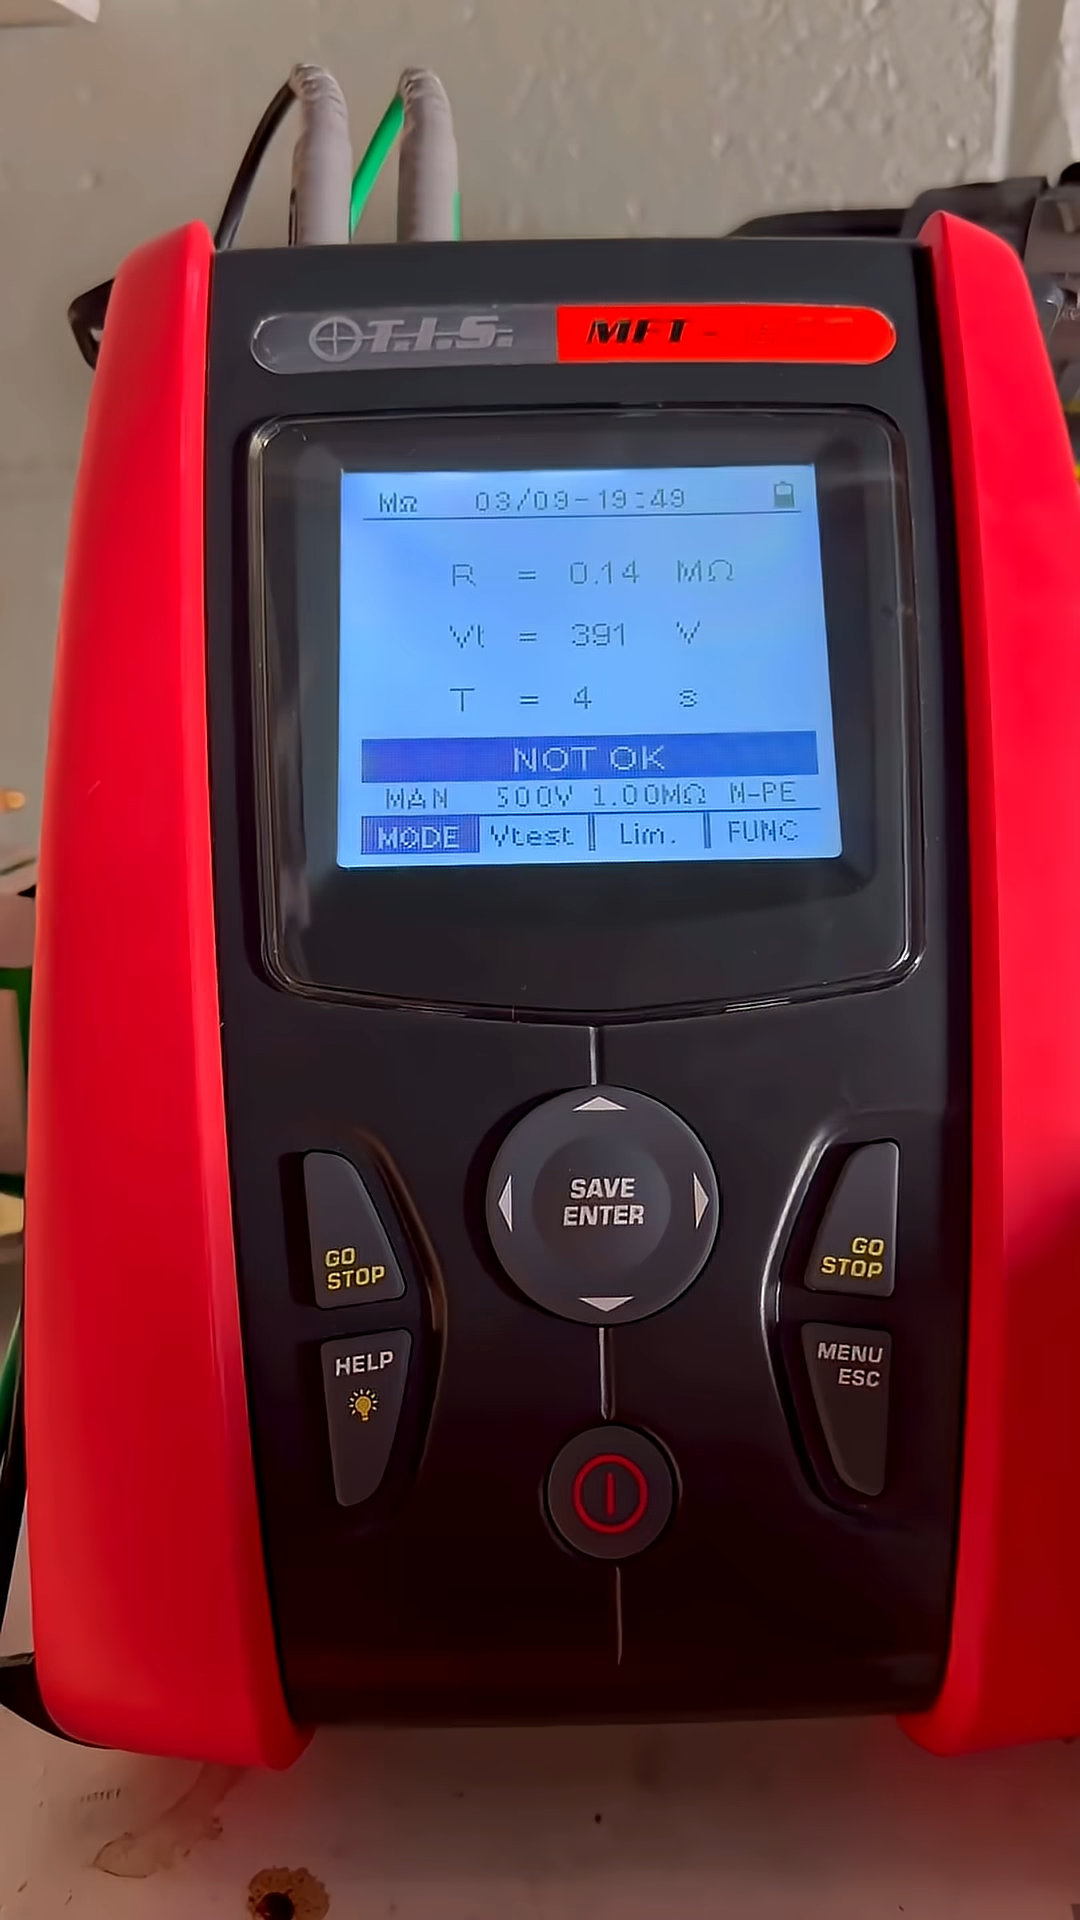 T.I.S. MFT -
MΩ 03/09-19:49
R = 0.14 MΩ
Vt = 391 V
T = 4 s
NOT OK
MAN 500V 1.00MΩ N-PE
MODE Vtest Lim. FUNC
SAVE
ENTER
GO
STOP
GO
STOP
HELP
MENU
ESC